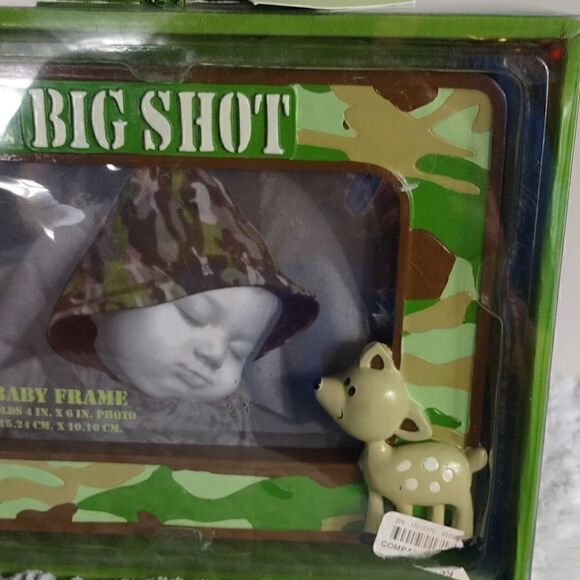 BIG SHOT
BABY FRAME
LDS 4 IN. X 6 IN. PHOTO
15.24 CM. X 10.16 CM.
COMPA